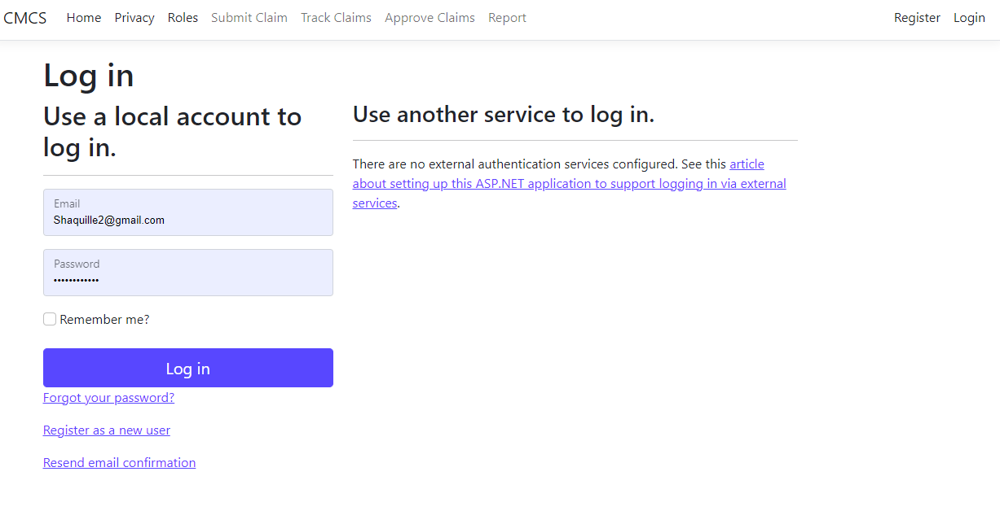 CMCS Home Privacy Roles Submit Claim Track Claims Approve Claims Report Register Login
Log in
Use a local account to
log in.
Email
Shaquille2@gmail.com
Password
••••••••••••
Remember me?
Log in
Forgot your password?
Register as a new user
Resend email confirmation
Use another service to log in.
There are no external authentication services configured. See this article
about setting up this ASP.NET application to support logging in via external
services.